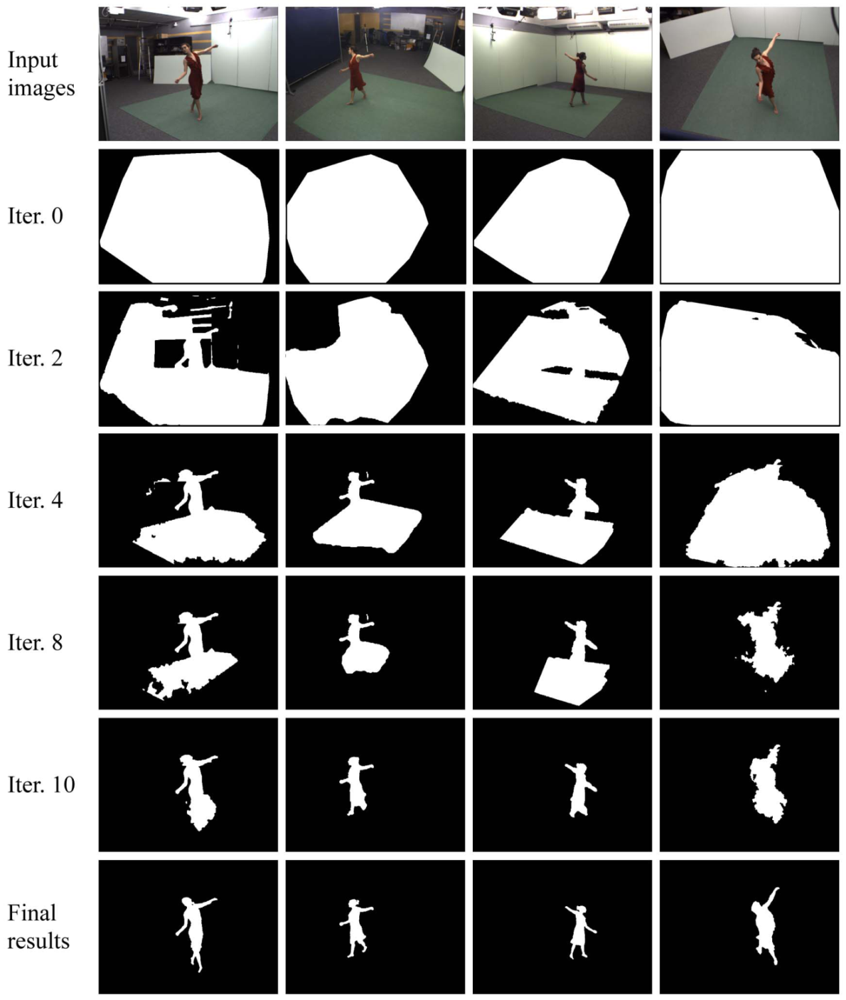 Input
images
Iter. 0
Iter. 2
Iter. 4
Iter. 8
Iter. 10
Final
results